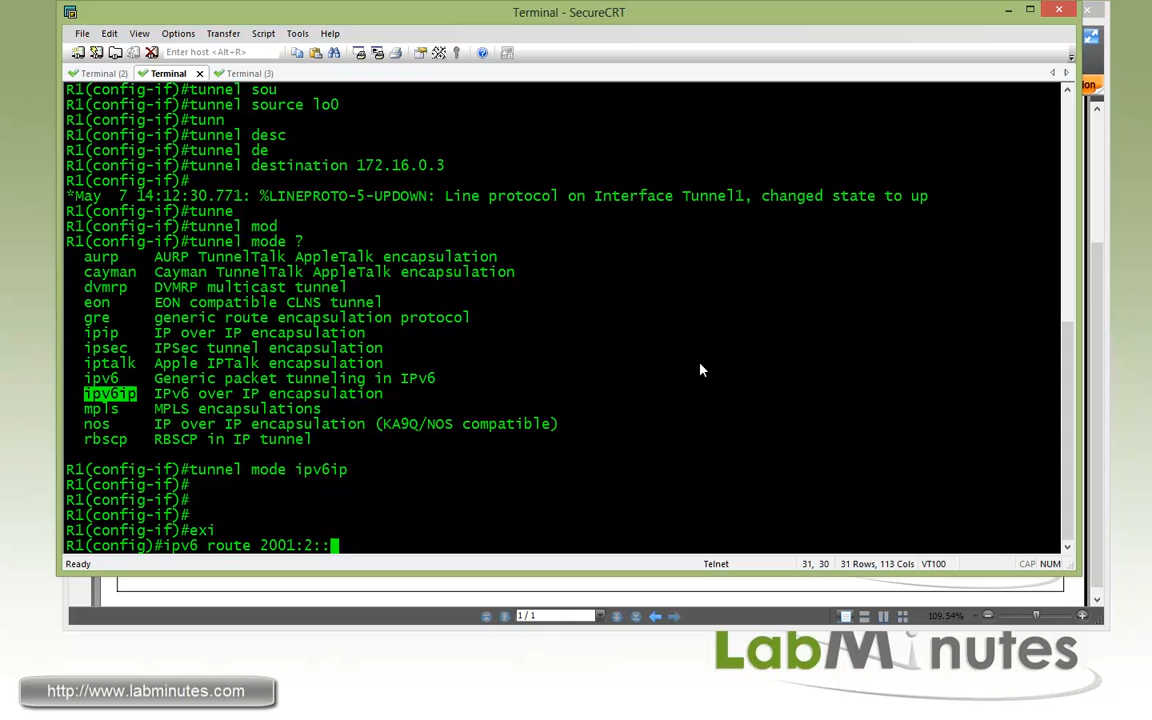 Terminal - SecureCRT
File Edit View Options Transfer Script Tools Help
Enter host <Alt+R>
Terminal (2) Terminal Terminal (3)
R1(config-if)#tunnel sou
R1(config-if)#tunnel source lo0
R1(config-if)#tunn
R1(config-if)#tunnel desc
R1(config-if)#tunnel de
R1(config-if)#tunnel destination 172.16.0.3
R1(config-if)#
*May  7 14:12:30.771: %LINEPROTO-5-UPDOWN: Line protocol on Interface Tunnel1, changed state to up
R1(config-if)#tunne
R1(config-if)#tunnel mod
R1(config-if)#tunnel mode ?
aurp AURP TunnelTalk AppleTalk encapsulation
cayman Cayman TunnelTalk AppleTalk encapsulation
dvmrp DVMRP multicast tunnel
eon EON compatible CLNS tunnel
gre generic route encapsulation protocol
ipip IP over IP encapsulation
ipsec IPSec tunnel encapsulation
iptalk Apple IPTalk encapsulation
ipv6 Generic packet tunneling in IPv6
ipv6ip IPv6 over IP encapsulation
mpls MPLS encapsulations
nos IP over IP encapsulation (KA9Q/NOS compatible)
rbscp RBSCP in IP tunnel
R1(config-if)#tunnel mode ipv6ip
R1(config-if)#
R1(config-if)#
R1(config-if)#
R1(config-if)#exi
R1(config)#ipv6 route 2001:2::
Ready Telnet 31, 30 31 Rows, 113 Cols VT100 CAP NUM
1 / 1 109.54%
LabMinutes
http://www.labminutes.com